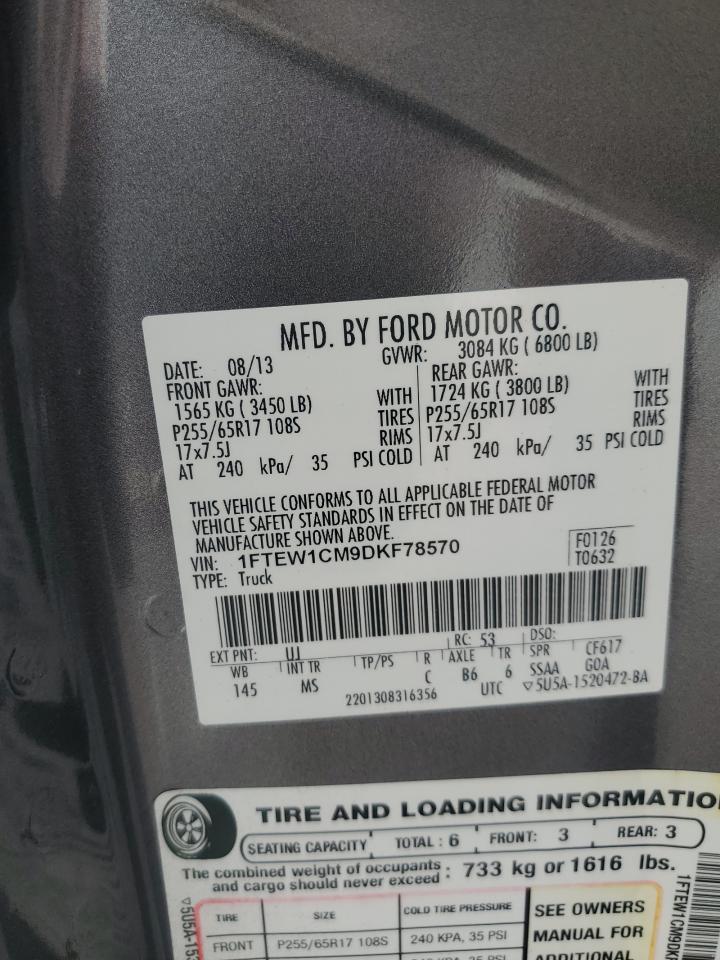 MFD. BY FORD MOTOR CO.
DATE: 08/13 GVWR: 3084 KG ( 6800 LB)
FRONT GAWR: REAR GAWR:
1565 KG ( 3450 LB) WITH 1724 KG ( 3800 LB) WITH
P255/65R17 108S TIRES P255/65R17 108S TIRES
17x7.5J RIMS 17x7.5J RIMS
AT 240 kPa/ 35 PSI COLD AT 240 kPa/ 35 PSI COLD
THIS VEHICLE CONFORMS TO ALL APPLICABLE FEDERAL MOTOR
VEHICLE SAFETY STANDARDS IN EFFECT ON THE DATE OF
MANUFACTURE SHOWN ABOVE.
VIN: 1FTEW1CM9DKF78570 F0126
TYPE: Truck T0632
EXT PNT: UJ RC: 53 DSO:
WB INT TR TP/PS R AXLE TR SPR CF617
145 MS C B6 6 SSAA GOA
2201308316356 UTC ▽5U5A-1520472-BA
TIRE AND LOADING INFORMATIO
SEATING CAPACITY TOTAL : 6 FRONT: 3 REAR: 3
The combined weight of occupants : 733 kg or 1616 lbs.
and cargo should never exceed
TIRE SIZE COLD TIRE PRESSURE SEE OWNERS
FRONT P255/65R17 108S 240 KPA, 35 PSI MANUAL FOR
ADDITIONAL
▽5U5A-153
1FTEW1CM9DK